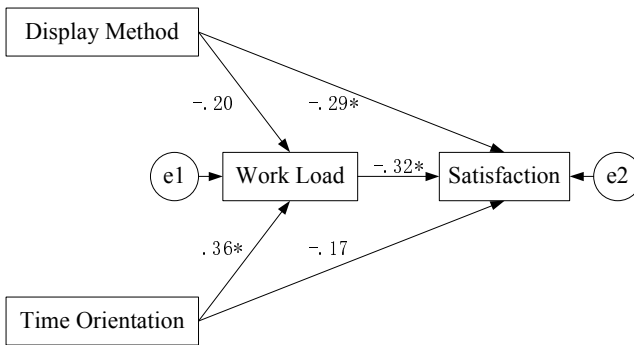 Display Method
-.20
-.29*
e1
Work Load
-.32*
Satisfaction
e2
.36*
-.17
Time Orientation